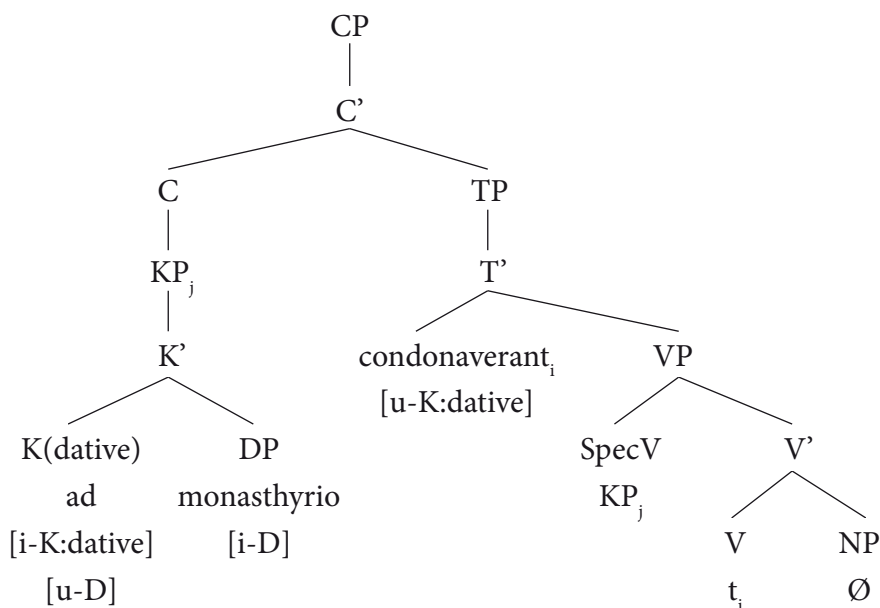 CP
C’
C TP
KPj T’
K’ condonaveranti VP
[u-K:dative]
K(dative) DP SpecV V’
ad monasthyrio KPj
[i-K:dative] [i-D] V NP
[u-D] ti Ø